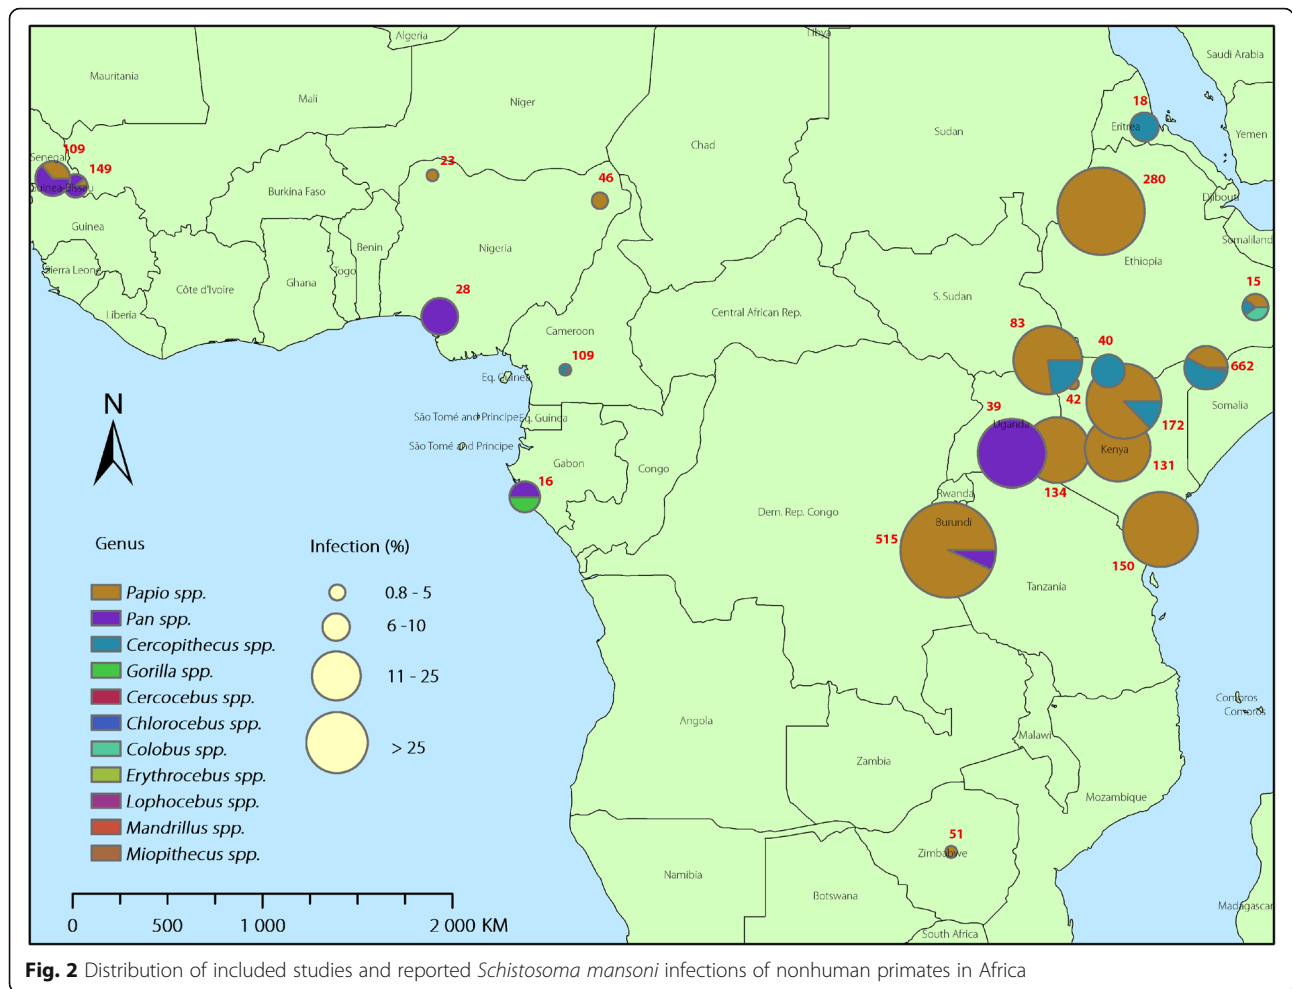 Algeria
Libya
Saudi Arabia
Mauritania
Mali
Niger
18
Eritrea
Yemen
Sudan
Chad
109
Senegal
149
Guinea-Bissau
23
46
280
Djibouti
Burkina Faso
Guinea
Benin
Nigeria
Somaliland
Ethiopia
Sierra Leone
Togo
Ghana
Côte d'Ivoire
28
S. Sudan
15
Liberia
Central African Rep.
83
Cameroon
40
109
662
Eq. Guinea
42
39
Somalia
N
São Tomé and Principe
Eq. Guinea
Uganda
172
São Tomé and Principe
Kenya
Gabon
Congo
131
16
134
Rwanda
Dem. Rep. Congo
Burundi
515
150
Tanzania
Genus
Infection (%)
Papio spp.
0.8 - 5
Pan spp.
6 -10
Cercopithecus spp.
Gorilla spp.
11 - 25
Cercocebus spp.
Chlorocebus spp.
Colobus spp.
> 25
Erythrocebus spp.
Lophocebus spp.
Mandrillus spp.
Miopithecus spp.
Comoros
Comoros
Angola
Malawi
Zambia
Mozambique
51
Zimbabwe
Namibia
Botswana
Madagascar
South Africa
0 500 1 000 2 000 KM
Fig. 2 Distribution of included studies and reported Schistosoma mansoni infections of nonhuman primates in Africa